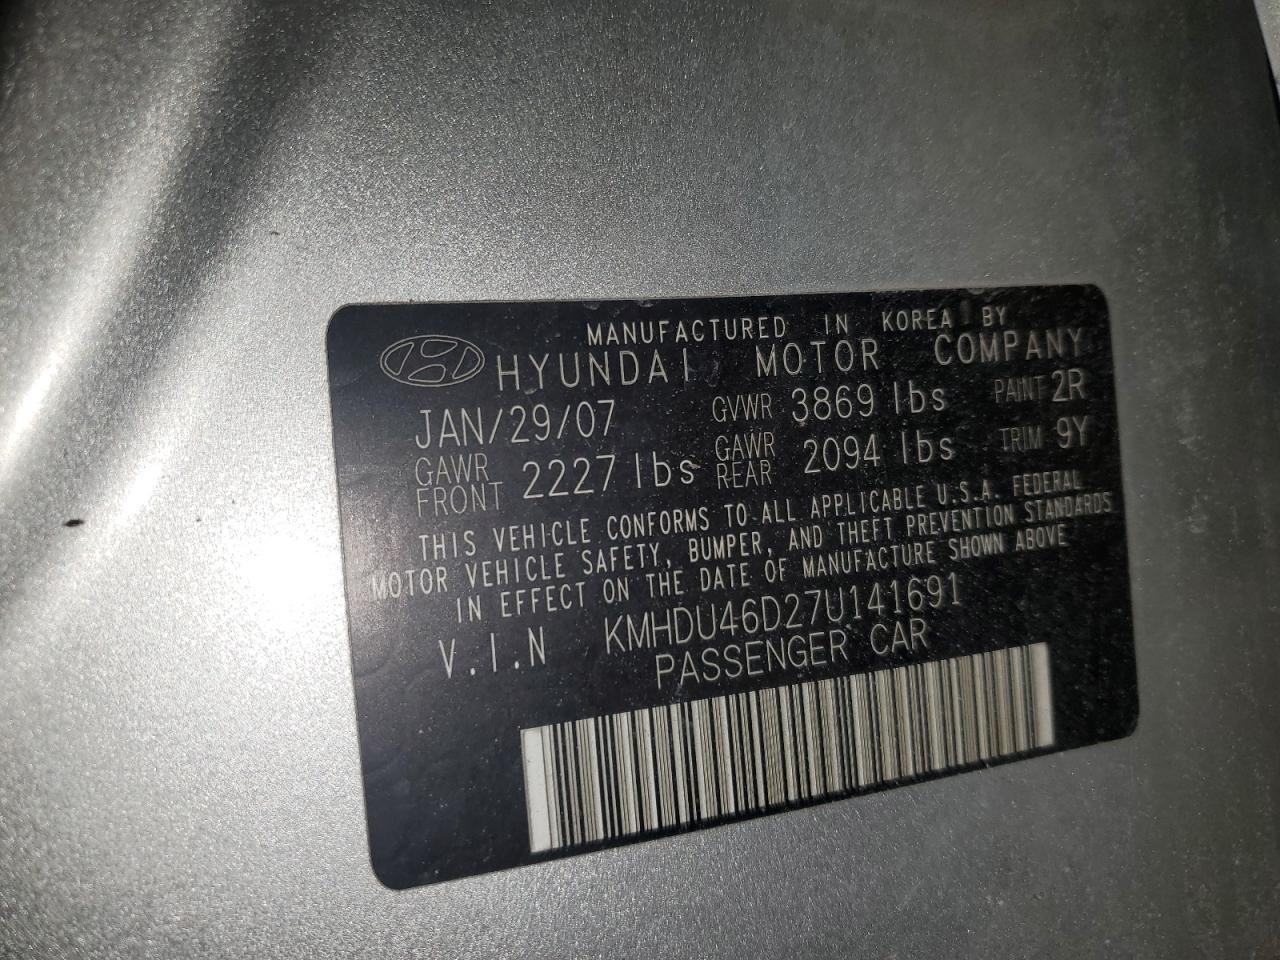 MANUFACTURED IN KOREA BY
HYUNDAI MOTOR COMPANY
JAN/29/07 GVWR 3869 lbs PAINT 2R
GAWR FRONT 2227 lbs GAWR REAR 2094 lbs TRIM 9Y
THIS VEHICLE CONFORMS TO ALL APPLICABLE U.S.A. FEDERAL
MOTOR VEHICLE SAFETY, BUMPER, AND THEFT PREVENTION STANDARDS
IN EFFECT ON THE DATE OF MANUFACTURE SHOWN ABOVE
V.I.N KMHDU46D27U141691
PASSENGER CAR